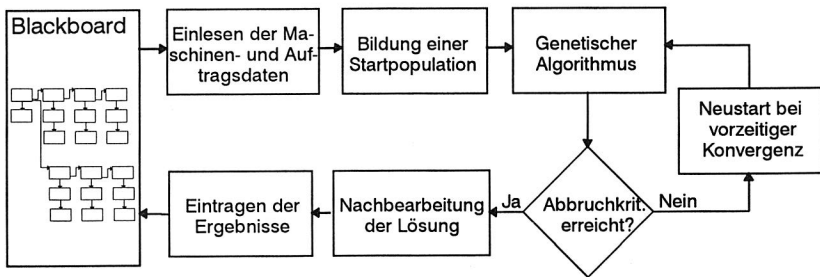 Blackboard
Einlesen der Ma-
schinen- und Auf-
tragsdaten
Bildung einer
Startpopulation
Genetischer
Algorithmus
Neustart bei
vorzeitiger
Konvergenz
Abbruchkrit.
erreicht?
Ja
Nein
Nachbearbeitung
der Lösung
Eintragen der
Ergebnisse